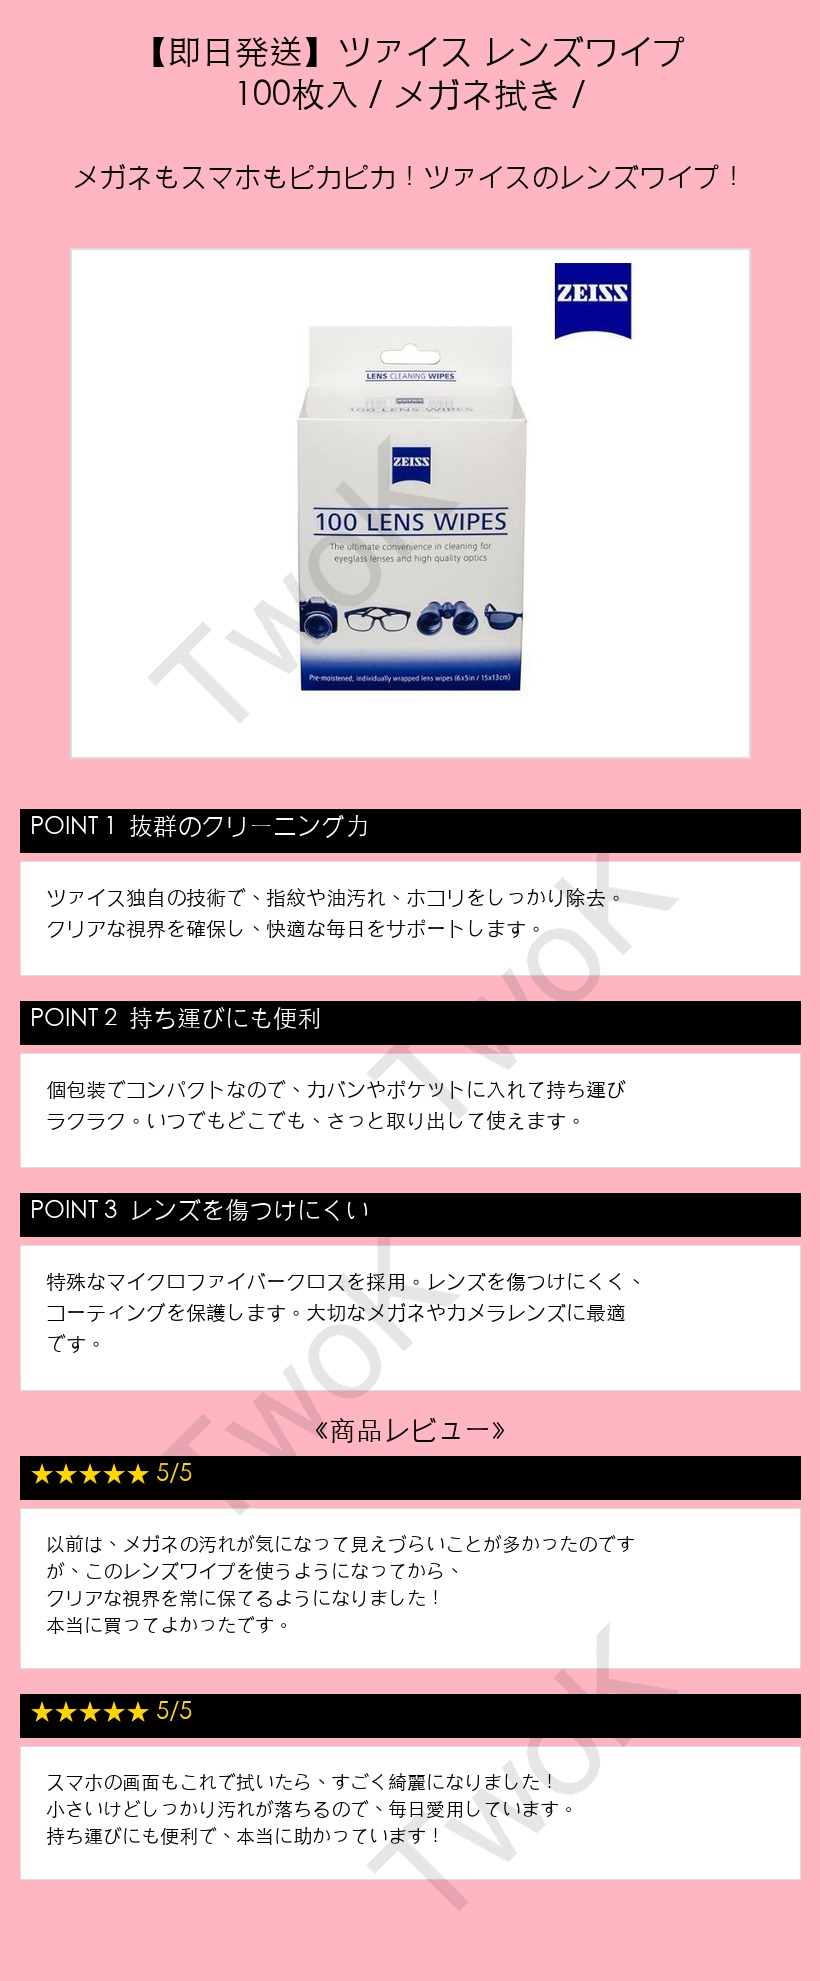 【即日発送】ツァイス レンズワイプ
100枚入 / メガネ拭き /
メガネもスマホもピカピカ！ツァイスのレンズワイプ！
ZEISS
LENS CLEANING WIPES
ZEISS
100 LENS WIPES
ZEISS
100 LENS WIPES
The ultimate convenience in cleaning for
eyeglass lenses and high quality optics
Pre-moistened, individually wrapped lens wipes (6x5in / 15x13cm)
TwoK
POINT 1 抜群のクリーニング力
ツァイス独自の技術で、指紋や油汚れ、ホコリをしっかり除去。
クリアな視界を確保し、快適な毎日をサポートします。
TwoK
POINT 2 持ち運びにも便利
個包装でコンパクトなので、カバンやポケットに入れて持ち運び
ラクラク。いつでもどこでも、さっと取り出して使えます。
POINT 3 レンズを傷つけにくい
特殊なマイクロファイバークロスを採用。レンズを傷つけにくく、
コーティングを保護します。大切なメガネやカメラレンズに最適
です。
TwoK
《商品レビュー》
★★★★★ 5/5
以前は、メガネの汚れが気になって見えづらいことが多かったのです
が、このレンズワイプを使うようになってから、
クリアな視界を常に保てるようになりました！
本当に買ってよかったです。
★★★★★ 5/5
スマホの画面もこれで拭いたら、すごく綺麗になりました！
小さいけどしっかり汚れが落ちるので、毎日愛用しています。
持ち運びにも便利で、本当に助かっています！
TwoK